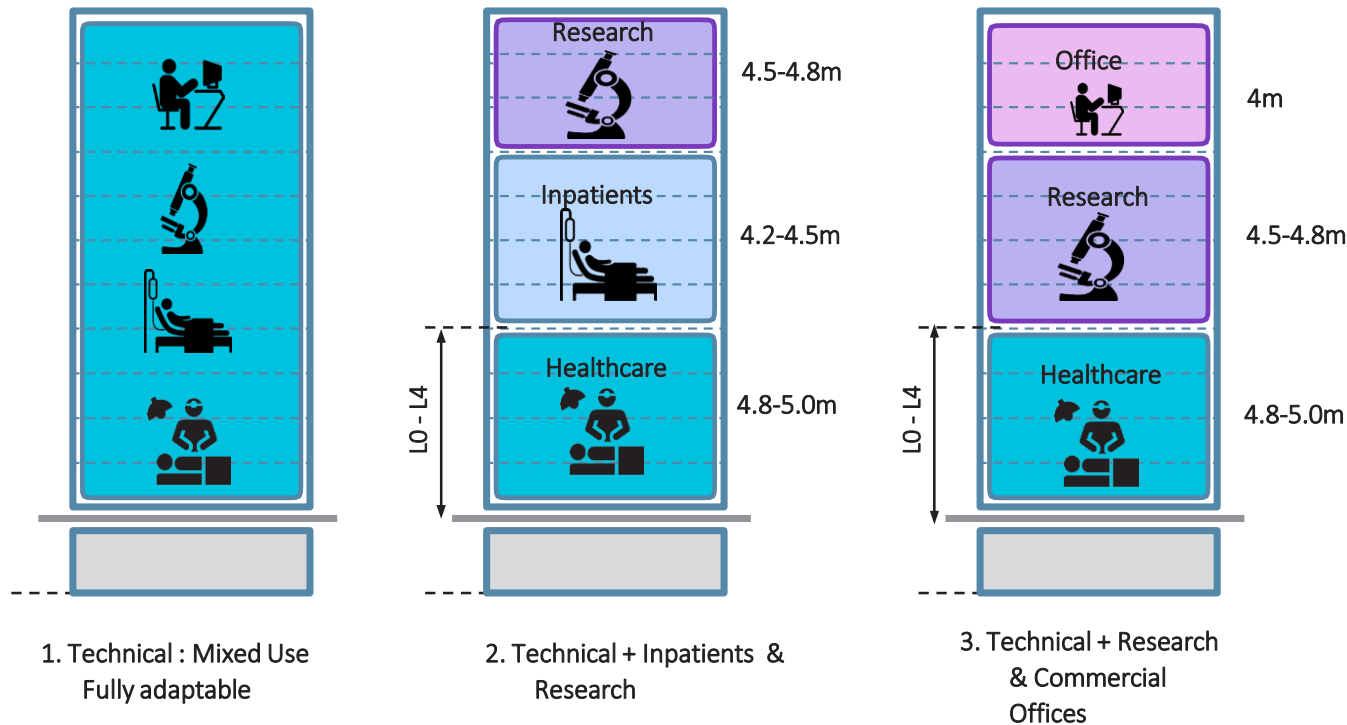 Research
4.5-4.8m
Inpatients
4.2-4.5m
Healthcare
4.8-5.0m
L0 - L4
Office
4m
Research
4.5-4.8m
Healthcare
4.8-5.0m
L0 - L4
1. Technical : Mixed Use
Fully adaptable
2. Technical + Inpatients &
Research
3. Technical + Research
& Commercial
Offices